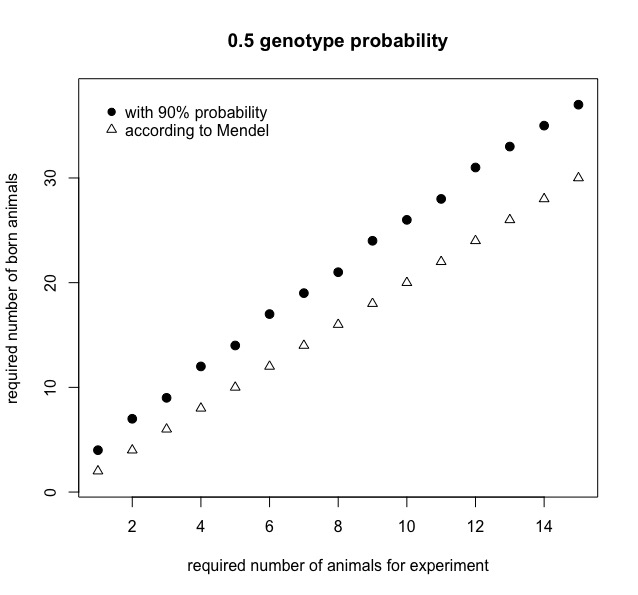 0.5 genotype probability
with 90% probability
according to Mendel
required number of born animals
30
20
10
0
2 4 6 8 10 12 14
required number of animals for experiment